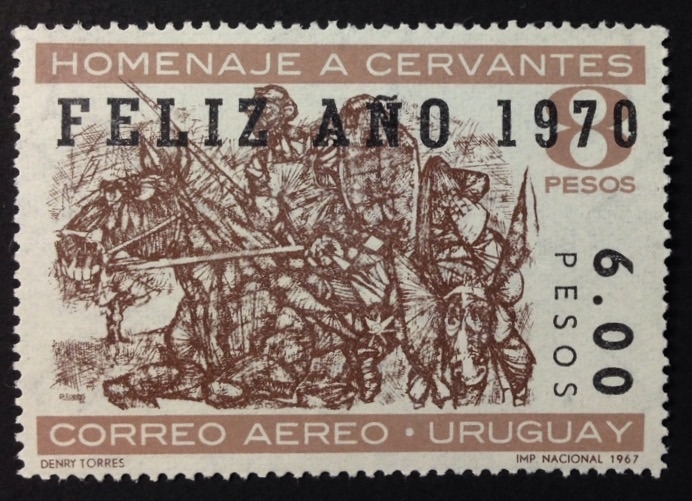 HOMENAJE A CERVANTES
FELIZ AÑO 1970
8
PESOS
6.00
PESOS
CORREO AEREO • URUGUAY
DENRY TORRES
IMP NACIONAL 1967